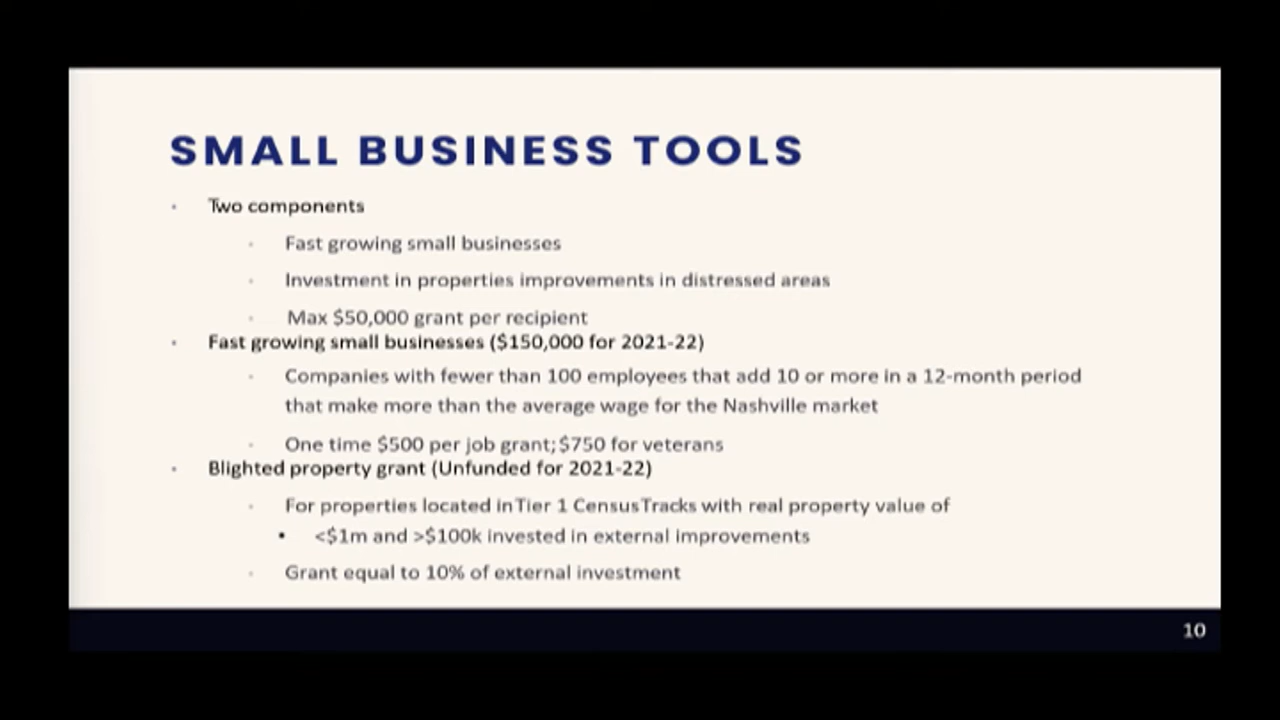 SMALL BUSINESS TOOLS
• Two components
• Fast growing small businesses
• Investment in properties improvements in distressed areas
• Max $50,000 grant per recipient
• Fast growing small businesses ($150,000 for 2021-22)
• Companies with fewer than 100 employees that add 10 or more in a 12-month period
that make more than the average wage for the Nashville market
• One time $500 per job grant; $750 for veterans
• Blighted property grant (Unfunded for 2021-22)
• For properties located in Tier 1 Census Tracks with real property value of
• <$1m and >$100k invested in external improvements
• Grant equal to 10% of external investment
10